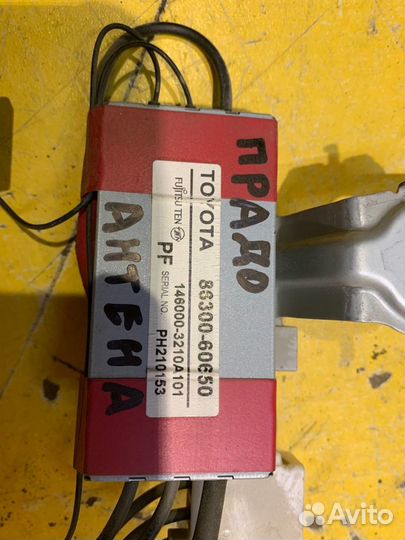 ПРАДО
АНТЕНА
TOYOTA 86300-60650
FUJITSU TEN 146000-3210A101
PF SERIAL NO. PH210153
Avito